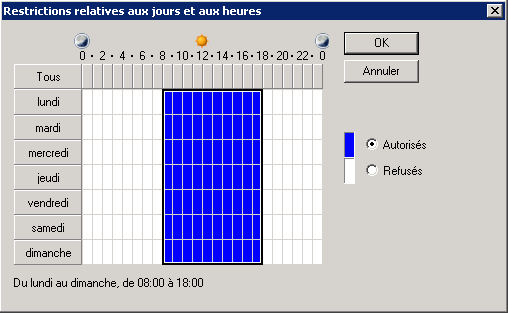 Restrictions relatives aux jours et aux heures
0 • 2 • 4 • 6 • 8 • 10 • 12 • 14 • 16 • 18 • 20 • 22 • 0
OK
Annuler
Tous
lundi
mardi
mercredi
jeudi
vendredi
samedi
dimanche
Autorisés
Refusés
Du lundi au dimanche, de 08:00 à 18:00